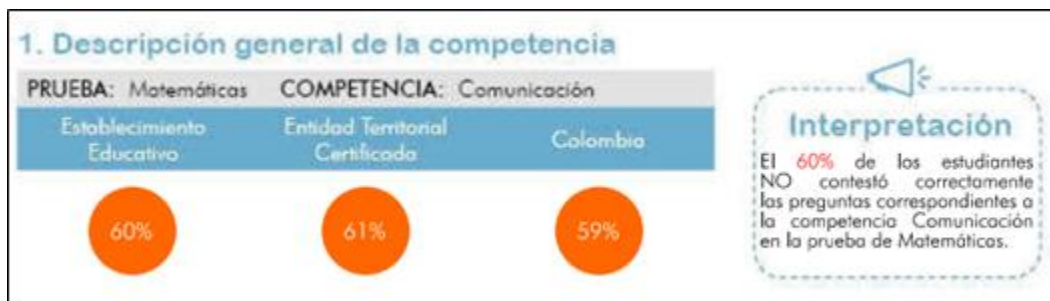 1. Descripción general de la competencia
PRUEBA: Matemáticas COMPETENCIA: Comunicación
Establecimiento Educativo
Entidad Territorial Certificada
Colombia
60%
61%
59%
Interpretación
El 60% de los estudiantes
NO contestó correctamente
las preguntas correspondientes a
la competencia Comunicación
en la prueba de Matemáticas.